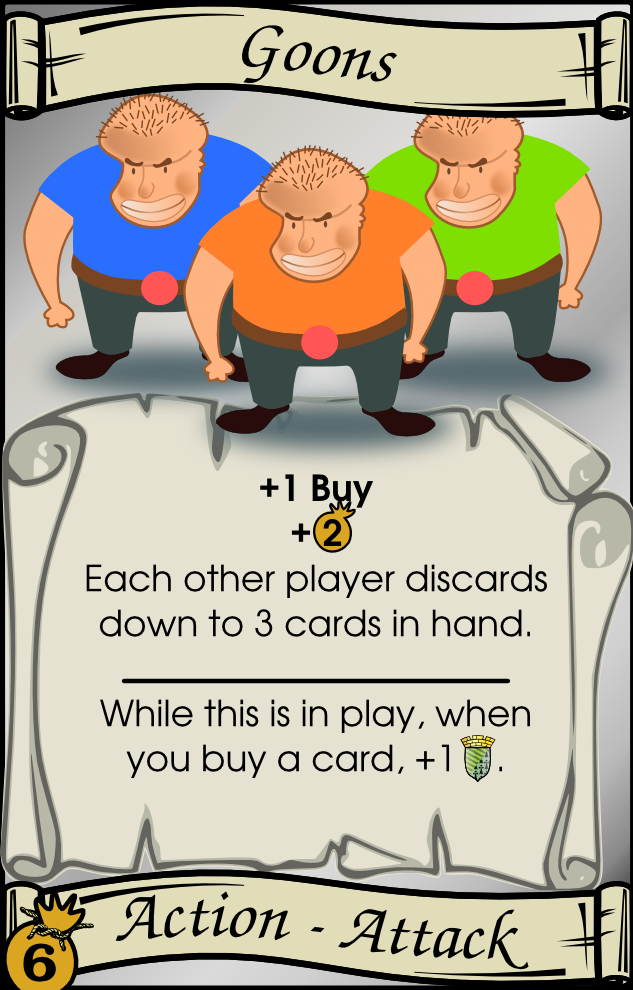 Goons
+1 Buy
+2
Each other player discards
down to 3 cards in hand.
While this is in play, when
you buy a card, +1.
Action - Attack
6